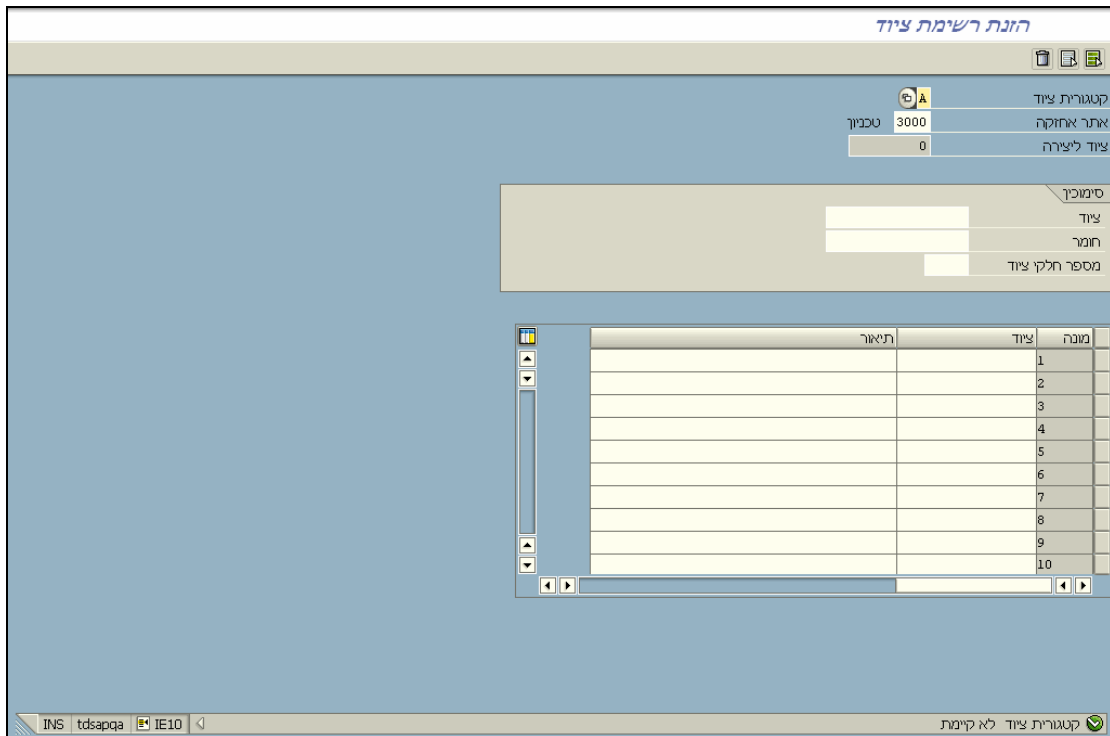 הזנת רשימת ציוד
קטגורית ציוד A
אתר אחזקה 3000 טכניון
ציוד ליצירה 0
סימוכין
ציוד
חומר
מספר חלקי ציוד
מונה ציוד תיאור
1
2
3
4
5
6
7
8
9
10
קטגורית ציוד לא קיימת
IE10 tdsapqa INS